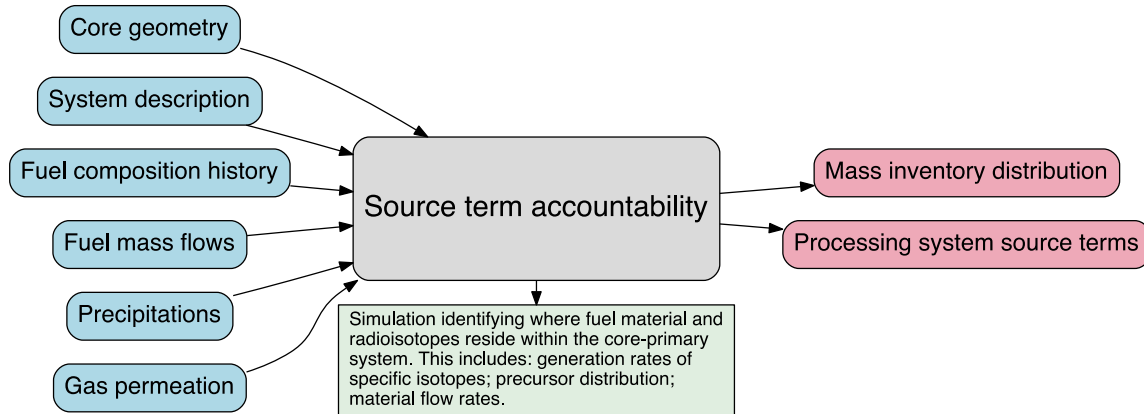 Core geometry
System description
Fuel composition history
Fuel mass flows
Precipitations
Gas permeation
Source term accountability
Simulation identifying where fuel material and
radioisotopes reside within the core-primary
system. This includes: generation rates of
specific isotopes; precursor distribution;
material flow rates.
Mass inventory distribution
Processing system source terms